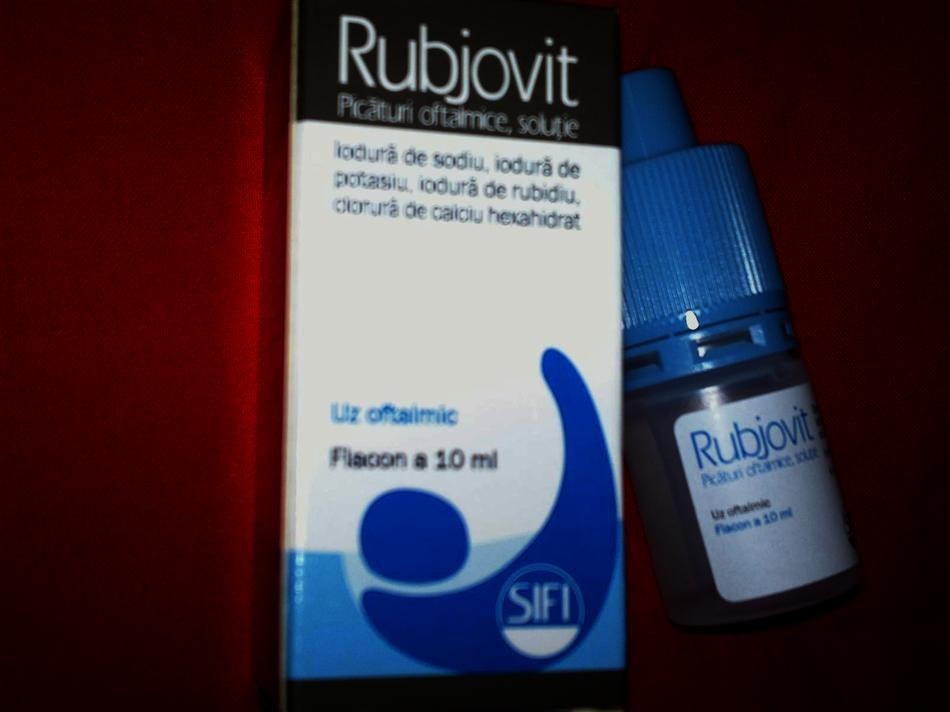 Rubjovit
Picături oftalmice, soluție
Iodură de sodiu, iodură de
potasiu, iodură de rubidiu,
clorură de calciu hexahidrat
Uz oftalmic
Flacon a 10 ml
SIFI
Rubjovit
Picături oftalmice, soluție
Uz oftalmic
Flacon a 10 ml